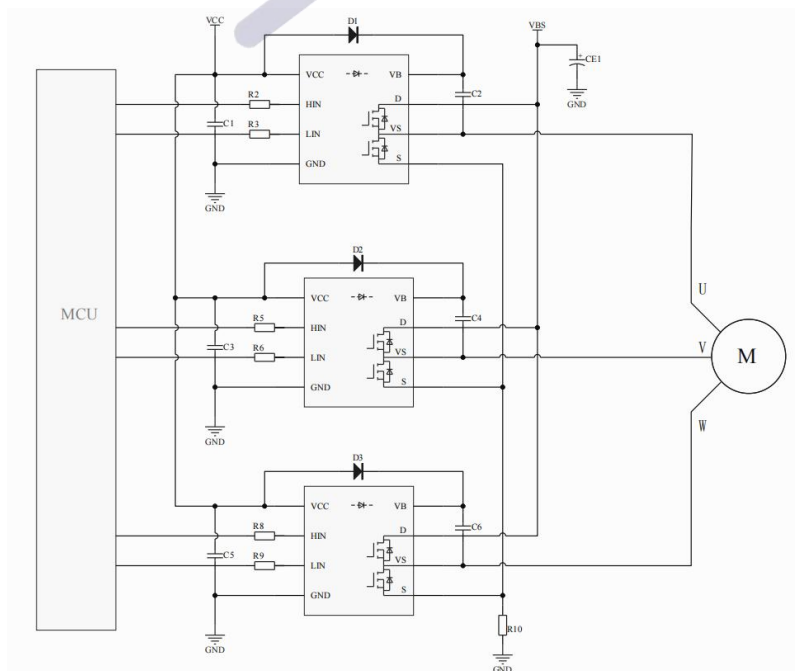 VCC
D1
VBS
CE1
+
GND
VCC
VB
HIN
D
R2
C2
C1
R3
LIN
VS
GND
S
GND
D2
MCU
VCC
VB
R5
HIN
D
C4
C3
R6
LIN
VS
GND
S
GND
U
V
M
W
D3
VCC
VB
R8
HIN
D
C6
C5
R9
LIN
VS
GND
S
GND
R10
GND